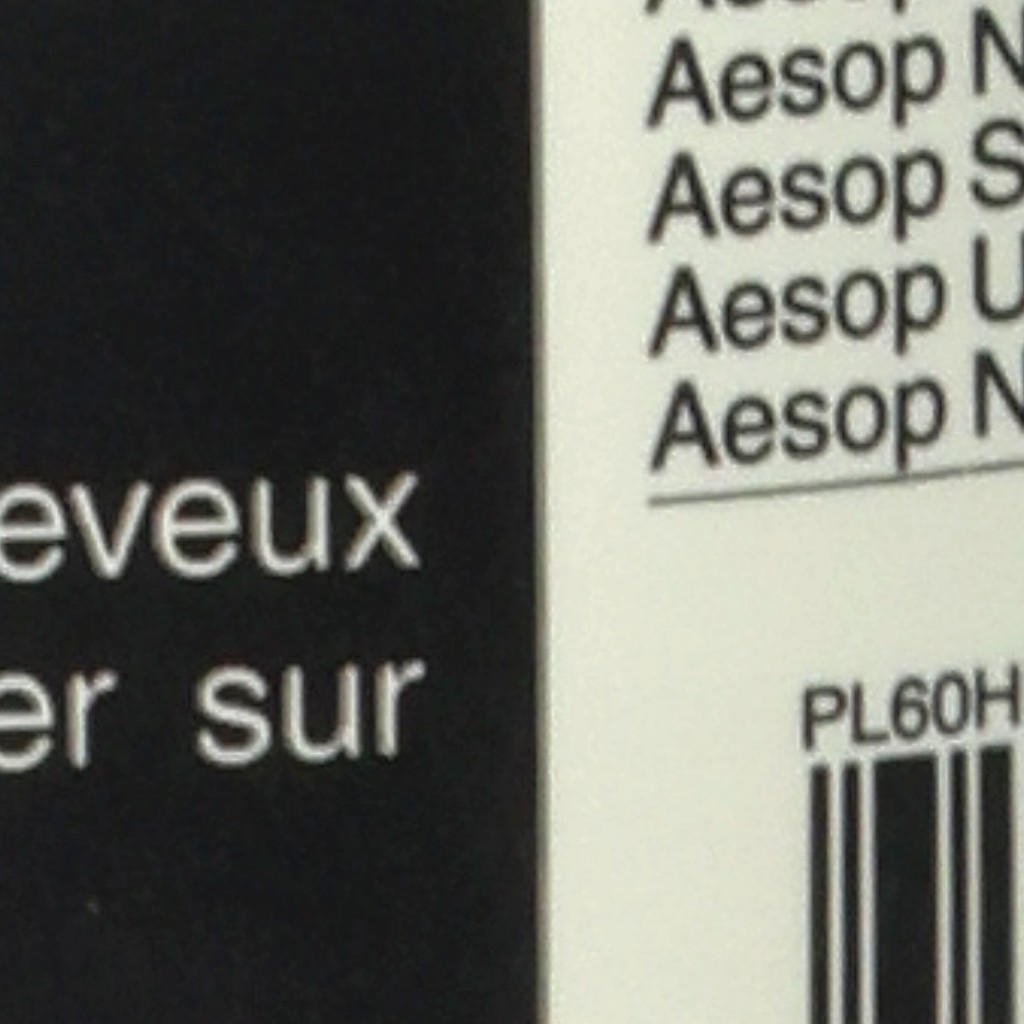 eveux
er sur
Aesop N
Aesop S
Aesop U
Aesop N
PL60H